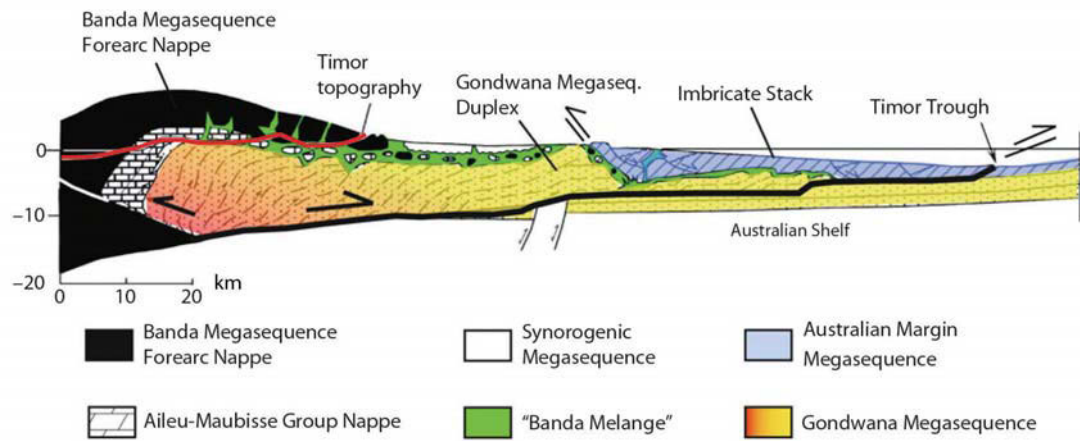 Banda Megasequence
Forearc Nappe
Timor
topography
Gondwana Megaseq.
Duplex
Imbricate Stack
Timor Trough
0
−10
−20
Australian Shelf
km
0 10 20
Banda Megasequence
Forearc Nappe
Synorogenic
Megasequence
Australian Margin
Megasequence
Aileu-Maubisse Group Nappe
"Banda Melange"
Gondwana Megasequence